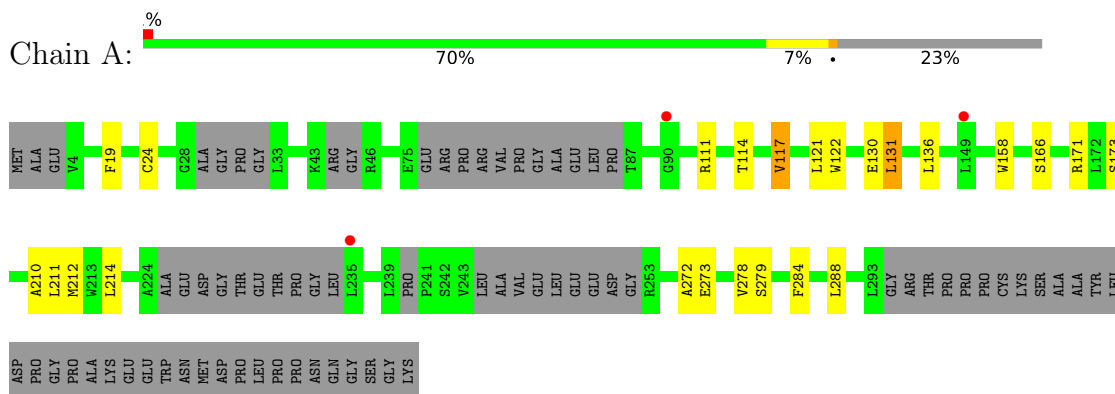 .%
Chain A:
70% 7% • 23%
MET ALA GLU V4 F19 C24 G28 ALA GLY PRO GLY L33 K43 ARG GLY R46 E75 GLU ARG PRO ARG VAL PRO GLY ALA GLU LEU PRO T87 G90 R111 T114 V117 L121 W122 E130 L131 L136 L149 W158 S166 R171 L172 S173
A210 L211 M212 W213 L214 A224 ALA GLU ASP GLY THR GLU THR PRO GLY LEU L235 L239 PRO P241 S242 V243 LEU ALA VAL GLU LEU GLU GLU ASP GLY R253 A272 E273 V278 S279 F284 L288 L293 GLY ARG THR PRO PRO PRO CYS LYS SER ALA ALA TYR LEU
ASP PRO GLY PRO ALA LYS GLU GLU TRP ASN MET ASP PRO LEU PRO PRO ASN GLN GLY SER GLY LYS